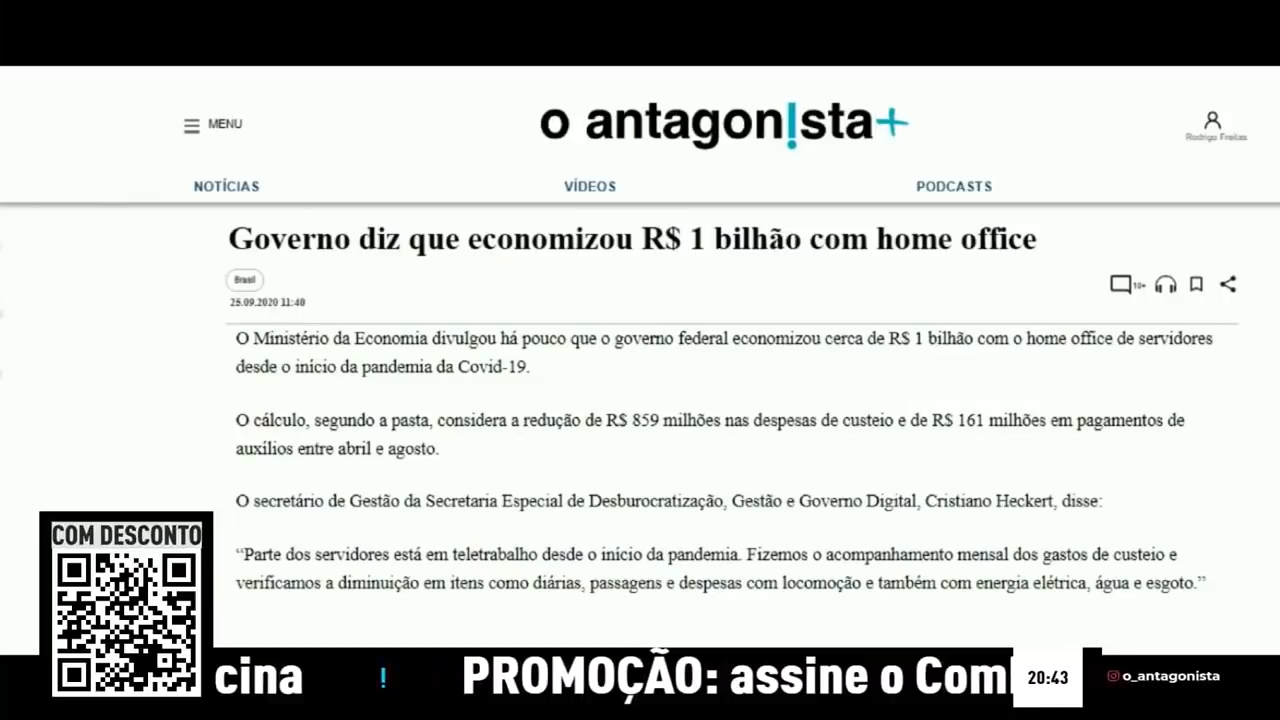 o antagon!sta+
MENU
Rodrigo Freitas
NOTÍCIAS
VÍDEOS
PODCASTS
Governo diz que economizou R$ 1 bilhão com home office
Brasil
10+
25.09.2020 11:40
O Ministério da Economia divulgou há pouco que o governo federal economizou cerca de R$ 1 bilhão com o home office de servidores
desde o início da pandemia da Covid-19.
O cálculo, segundo a pasta, considera a redução de R$ 859 milhões nas despesas de custeio e de R$ 161 milhões em pagamentos de
auxílios entre abril e agosto.
O secretário de Gestão da Secretaria Especial de Desburocratização, Gestão e Governo Digital, Cristiano Heckert, disse:
“Parte dos servidores está em teletrabalho desde o início da pandemia. Fizemos o acompanhamento mensal dos gastos de custeio e
verificamos a diminuição em itens como diárias, passagens e despesas com locomoção e também com energia elétrica, água e esgoto.”
COM DESCONTO
cina ! PROMOÇÃO: assine o Com
20:43
o_antagonista